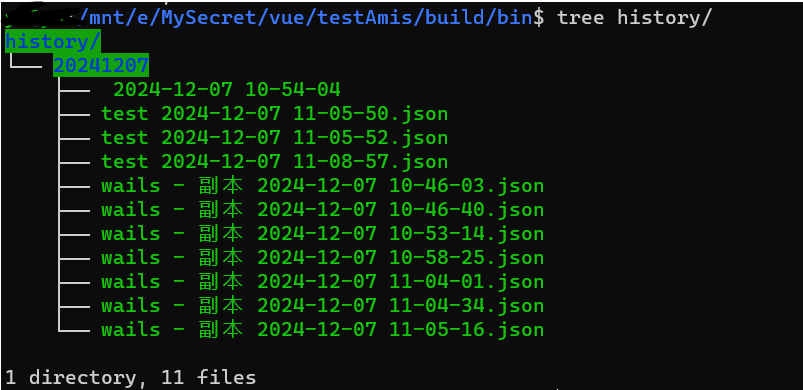 /mnt/e/MySecret/vue/testAmis/build/bin$ tree history/
history/
└── 20241207
    ├──  2024-12-07 10-54-04
    ├── test 2024-12-07 11-05-50.json
    ├── test 2024-12-07 11-05-52.json
    ├── test 2024-12-07 11-08-57.json
    ├── wails - 副本 2024-12-07 10-46-03.json
    ├── wails - 副本 2024-12-07 10-46-40.json
    ├── wails - 副本 2024-12-07 10-53-14.json
    ├── wails - 副本 2024-12-07 10-58-25.json
    ├── wails - 副本 2024-12-07 11-04-01.json
    ├── wails - 副本 2024-12-07 11-04-34.json
    └── wails - 副本 2024-12-07 11-05-16.json
1 directory, 11 files